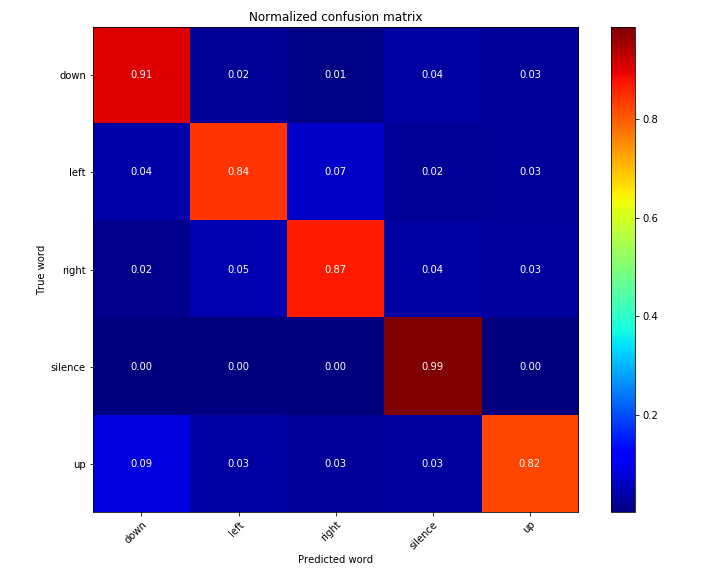 Normalized confusion matrix
down 0.91 0.02 0.01 0.04 0.03
0.8
left 0.04 0.84 0.07 0.02 0.03
0.6
True word
right 0.02 0.05 0.87 0.04 0.03
0.4
silence 0.00 0.00 0.00 0.99 0.00
0.2
up 0.09 0.03 0.03 0.03 0.82
down left right silence up
Predicted word